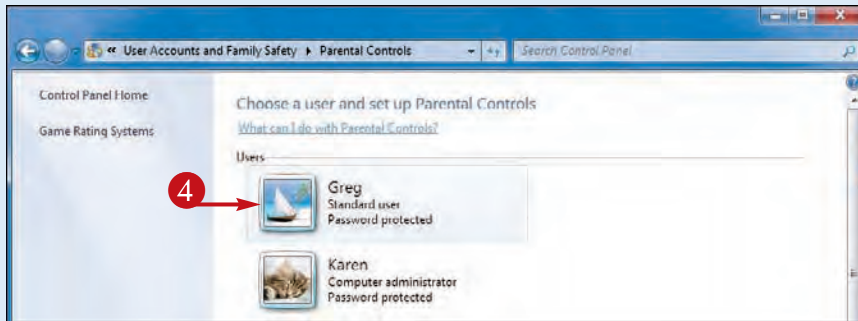 « User Accounts and Family Safety ▸ Parental Controls
Search Control Panel
Control Panel Home
Game Rating Systems
Choose a user and set up Parental Controls
What can I do with Parental Controls?
Users
4
Greg
Standard user
Password protected
Karen
Computer administrator
Password protected